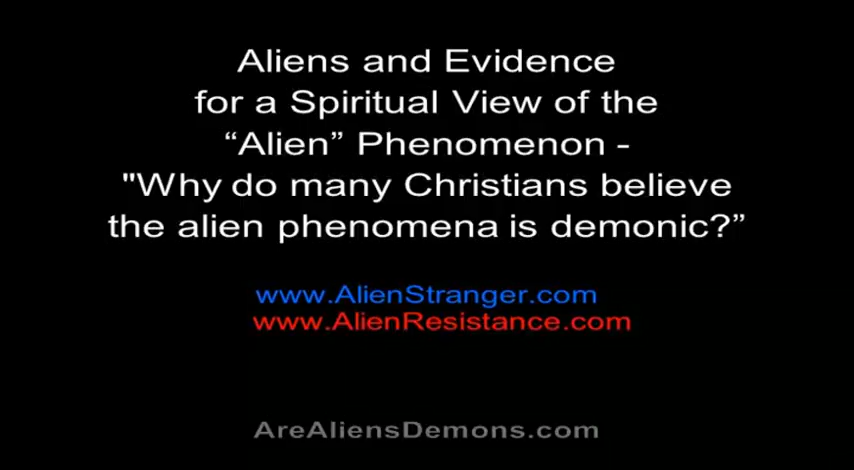 Aliens and Evidence
for a Spiritual View of the
“Alien” Phenomenon -
"Why do many Christians believe
the alien phenomena is demonic?”
www.AlienStranger.com
www.AlienResistance.com
AreAliensDemons.com